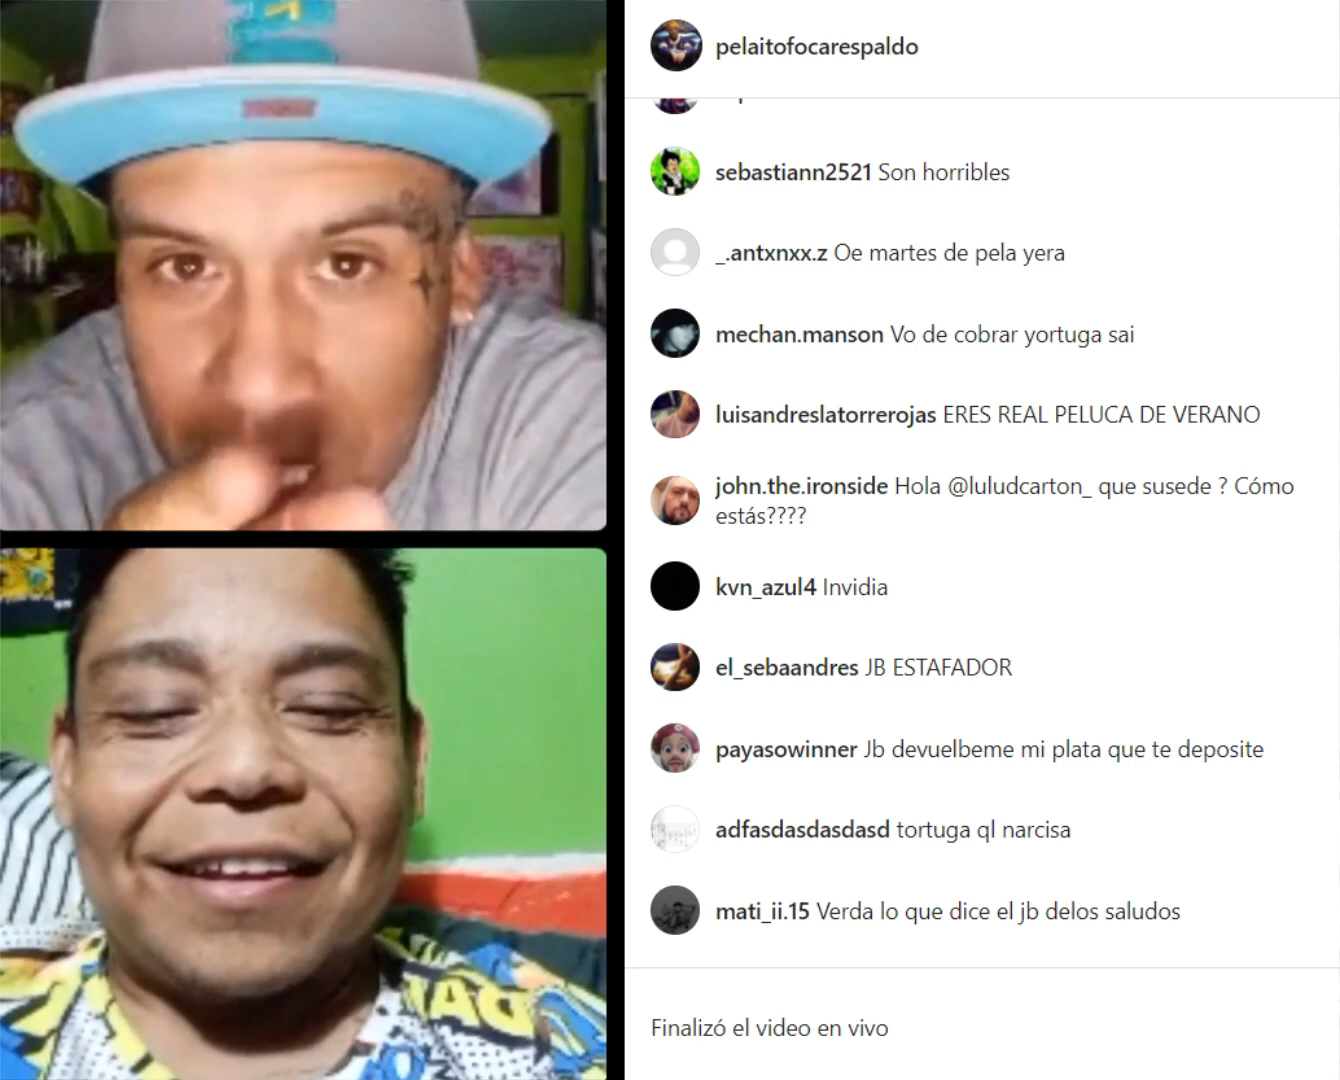 pelaitofocarespaldo
sebastiann2521 Son horribles
_.antxnxx.z Oe martes de pela yera
mechan.manson Vo de cobrar yortuga sai
luisandreslatorrerojas ERES REAL PELUCA DE VERANO
john.the.ironside Hola @luludcarton_ que susede ? Cómo
estás????
kvn_azul4 Invidia
el_sebaandres JB ESTAFADOR
payasowinner Jb devuelbeme mi plata que te deposite
adfasdasdasdasd tortuga ql narcisa
mati_ii.15 Verda lo que dice el jb delos saludos
Finalizó el video en vivo